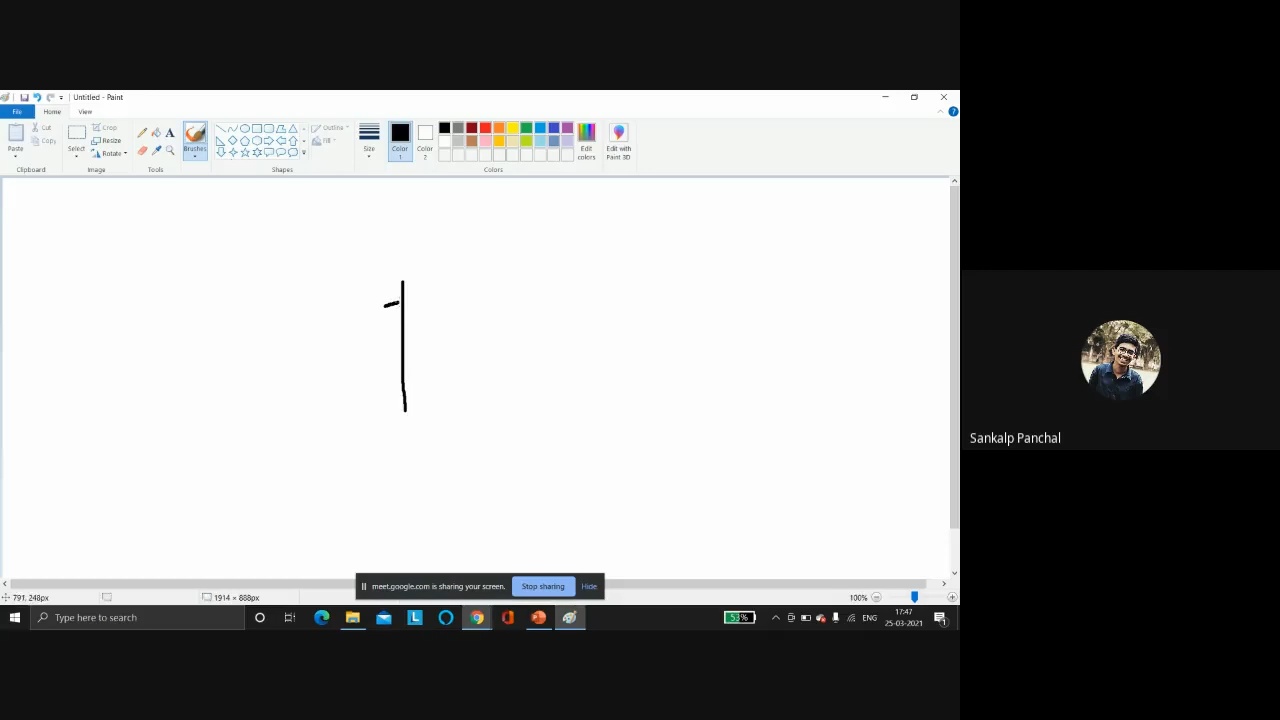 Untitled - Paint
File Home View
Paste
Cut
Copy
Clipboard
Select
Crop
Resize
Rotate
Image
Tools
Brushes
Shapes
Outline
Fill
Size
Color 1
Color 2
Colors
Edit colors
Edit with Paint 3D
1
Sankalp Panchal
meet.google.com is sharing your screen. Stop sharing Hide
791, 248px
1914 × 888px
100%
Type here to search
53%
ENG
17:47
25-03-2021